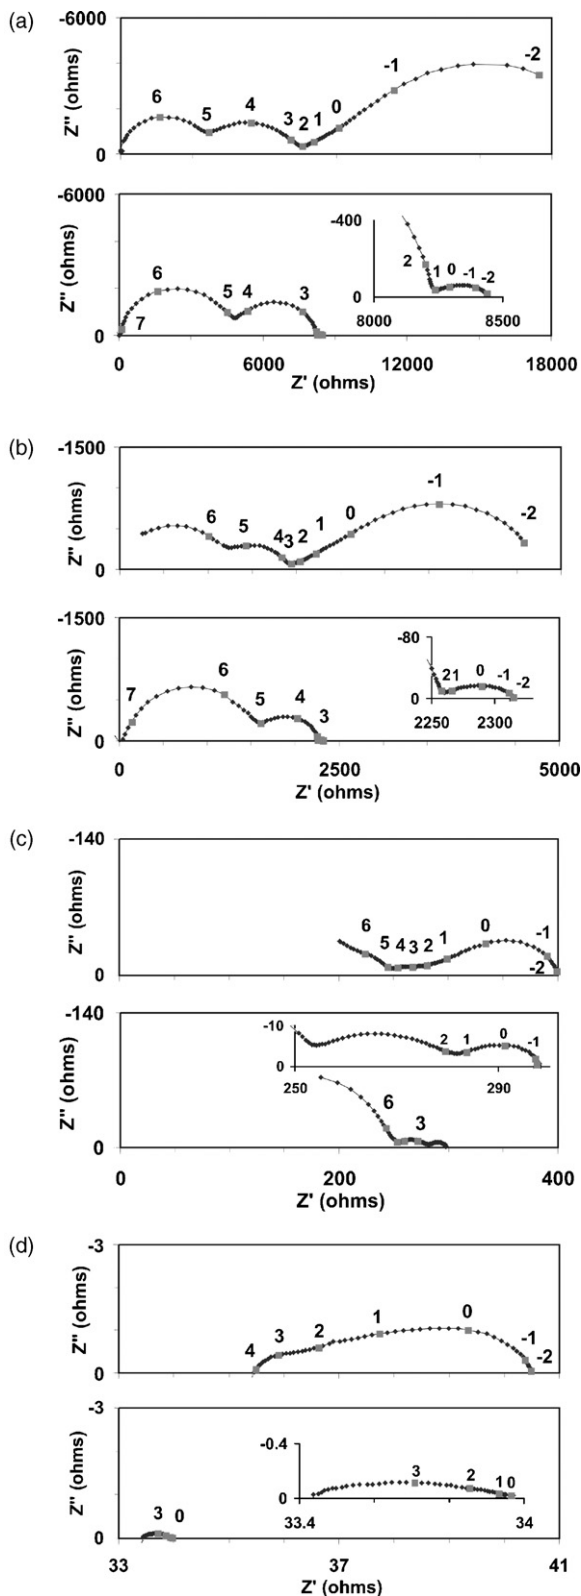 (a)
-6000
Z'' (ohms)
0
6 5 4 3 2 1 0 -1 -2
-6000
Z'' (ohms)
0
7 6 5 4 3
-400
0
2 1 0 -1 -2
8000 8500
0 6000 12000 18000
Z' (ohms)
(b)
-1500
Z'' (ohms)
0
6 5 4 3 2 1 0 -1 -2
-1500
Z'' (ohms)
0
7 6 5 4 3
-80
0
2 1 0 -1 -2
2250 2300
0 2500 5000
Z' (ohms)
(c)
-140
Z'' (ohms)
0
6 5 4 3 2 1 0 -1 -2
-140
Z'' (ohms)
0
-10
0
2 1 0 -1
250 290
6 3
0 200 400
Z' (ohms)
(d)
-3
Z'' (ohms)
0
4 3 2 1 0 -1 -2
-3
Z'' (ohms)
0
3 0
-0.4
0
3 2 1 0
33.4 34
33 37 41
Z' (ohms)